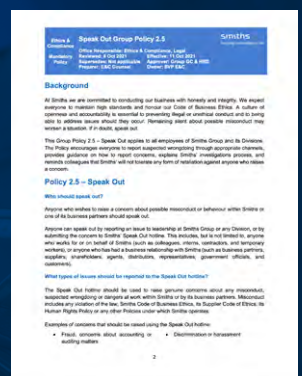 Ethics &
Compliance
Mandatory
Policy
Speak Out Group Policy 2.5
Office Responsible: Ethics & Compliance, Legal
Reviewed: 8 Oct 2021 Effective: 11 Oct 2021
Supersedes: Not applicable Approver: Group GC & HRD
Preparer: E&C Counsel Owner: SVP E&C
smiths
Background
At Smiths we are committed to conducting our business with honesty and integrity. We expect
everyone to maintain high standards and honour our Code of Business Ethics. A culture of
openness and accountability is essential to preventing illegal or unethical conduct and to being
able to address issues should they occur. Remaining silent about possible misconduct may
worsen a situation. If in doubt, speak out.
This Group Policy 2.5 – Speak Out applies to all employees of Smiths Group and its Divisions.
The Policy encourages everyone to report suspected wrongdoing through appropriate channels,
provides guidance on how to report concerns, explains Smiths' investigations process, and
reminds colleagues that Smiths' will not tolerate any form of retaliation against anyone who raises
a concern.
Policy 2.5 – Speak Out
Who should speak out?
Anyone who wishes to raise a concern about possible misconduct or behaviour within Smiths or
one of its business partners should speak out.
Anyone can speak out by reporting an issue to leadership at Smiths Group or any Division, or by
submitting the concern to Smiths' Speak Out hotline. This includes, but is not limited to, anyone
who works for or on behalf of Smiths (such as colleagues, interns, contractors, and temporary
workers), or anyone who has had a business relationship with Smiths (such as business partners,
suppliers, shareholders, agents, distributors, representatives, government officials, and
customers).
What types of issues should be reported to the Speak Out hotline?
The Speak Out hotline should be used to raise genuine concerns about any misconduct,
suspected wrongdoing or dangers at work within Smiths or by its business partners. Misconduct
includes any violation of the law, Smiths Code of Business Ethics, its Supplier Code of Ethics, its
Human Rights Policy or any other Policies under which Smiths operates.
Examples of concerns that should be raised using the Speak Out hotline:
• Fraud, concerns about accounting or
auditing matters
• Discrimination or harassment
2